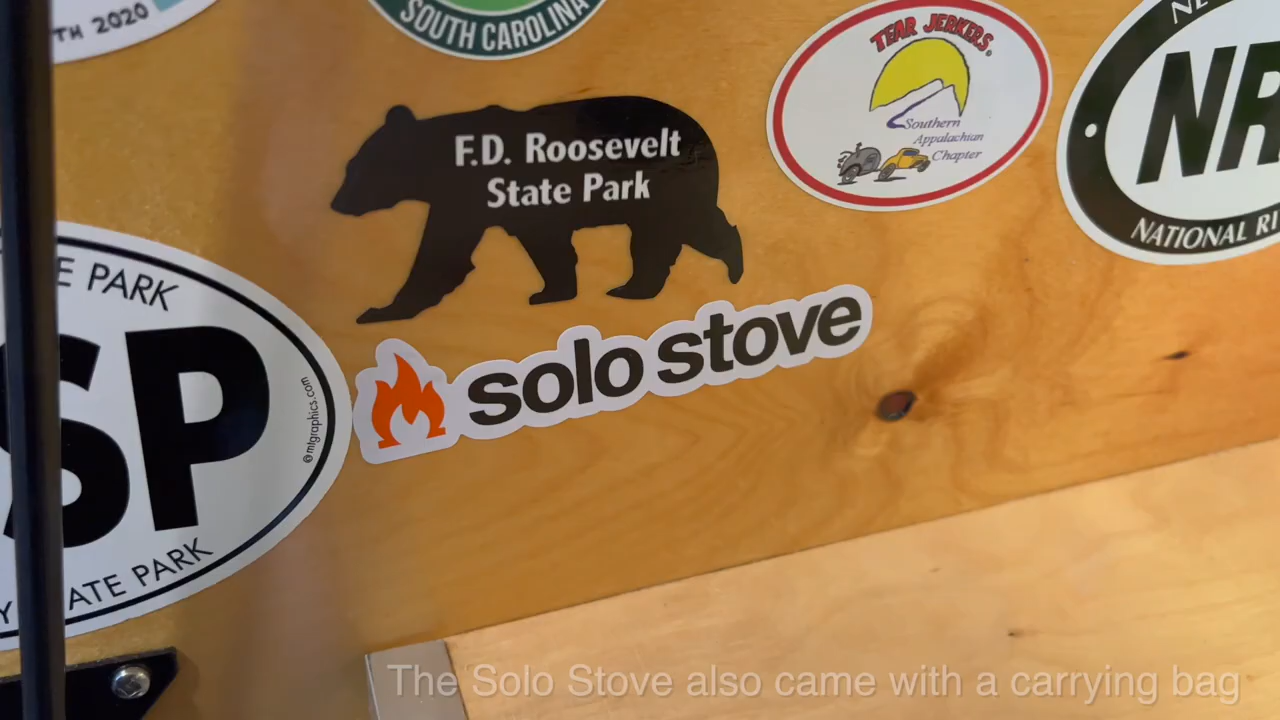 TH 2020
SOUTH CAROLINA
TEAR JERKERS
Southern
Appalachian
Chapter
NR
NATIONAL RI
F.D. Roosevelt
State Park
E PARK
SP
©mtgraphics.com
ATE PARK
solo stove
The Solo Stove also came with a carrying bag